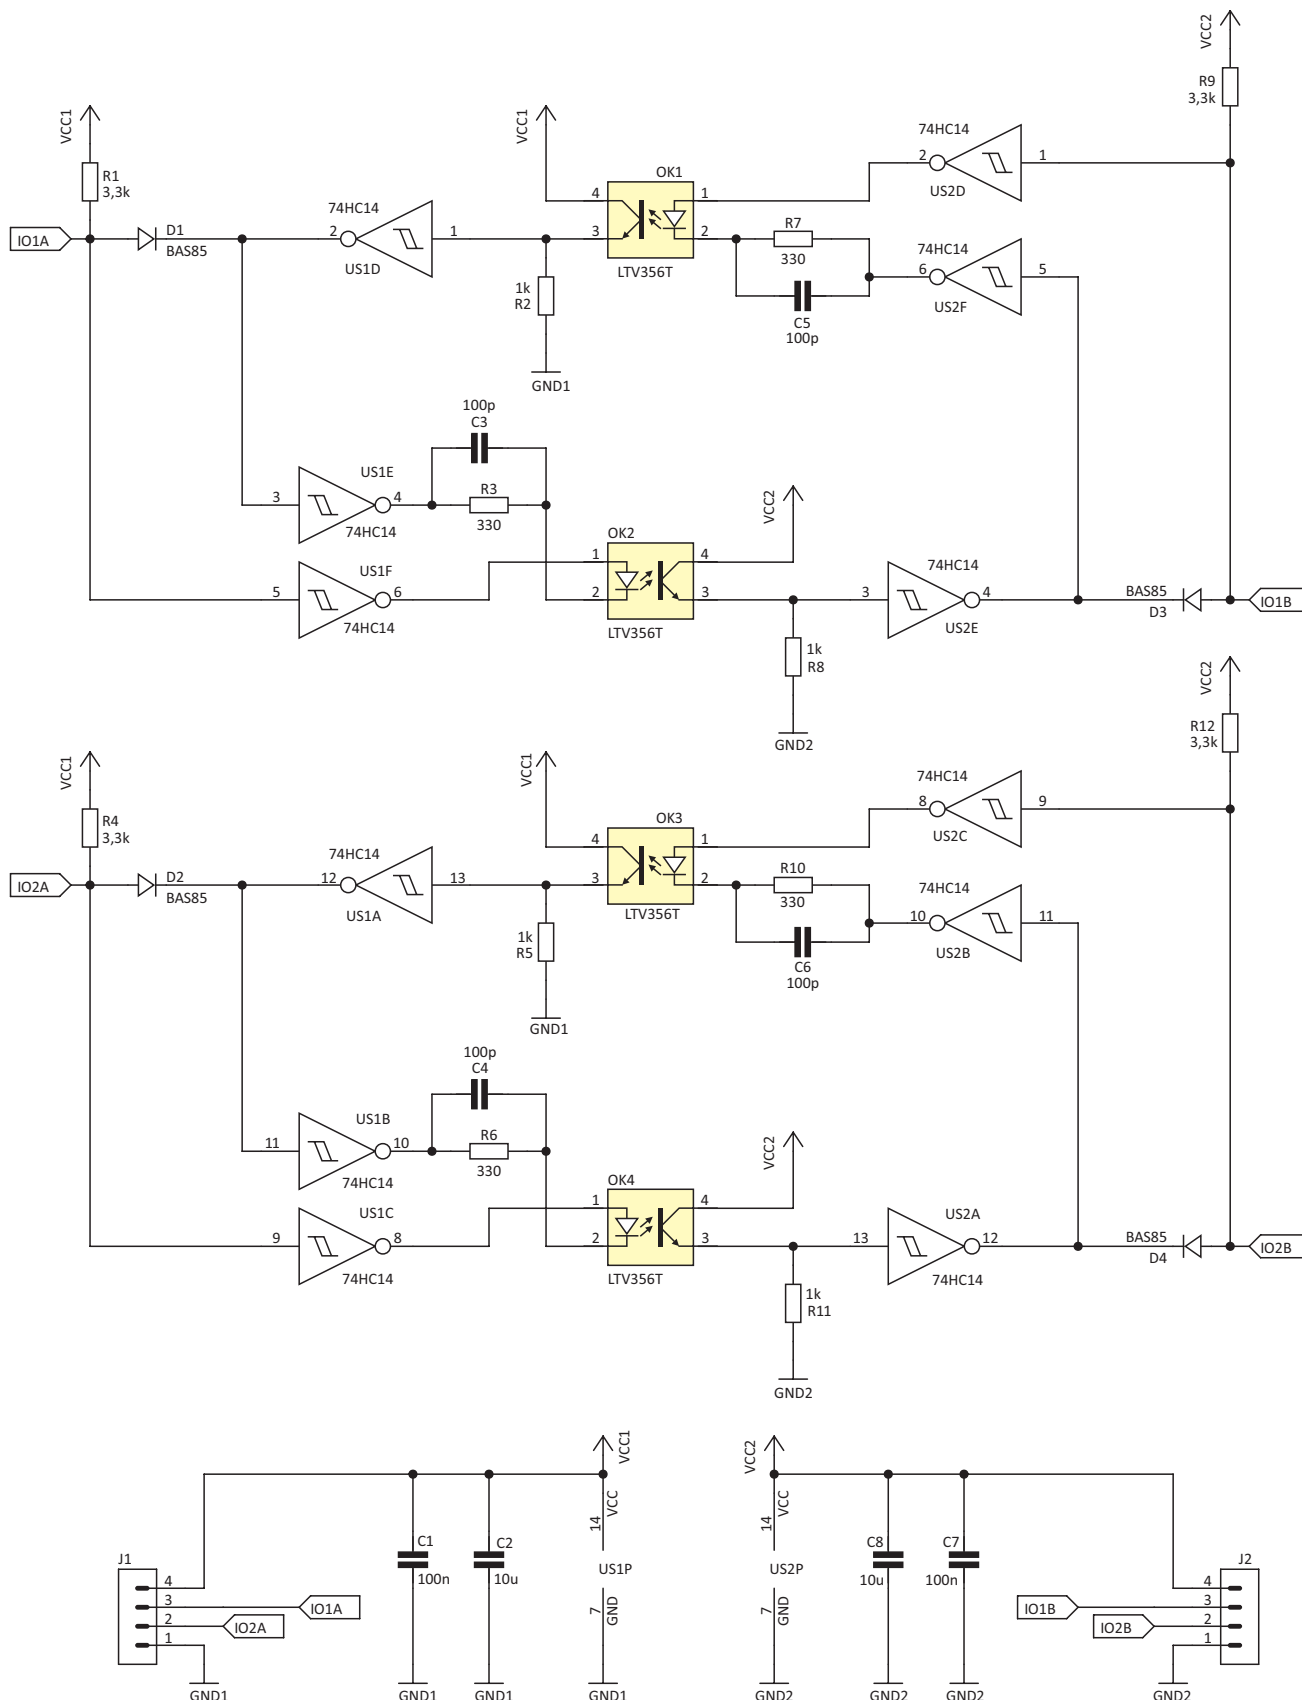 VCC2
R9
3,3k
VCC1
VCC1
74HC14
2
1
US2D
R1
3,3k
OK1
4
1
3
2
LTV356T
R7
330
C5
100p
74HC14
6
5
US2F
IO1A
D1
BAS85
74HC14
2
1
US1D
1k
R2
GND1
100p
C3
US1E
3
4
74HC14
R3
330
VCC2
OK2
1
4
2
3
LTV356T
US1F
5
6
74HC14
74HC14
3
4
US2E
BAS85
D3
IO1B
1k
R8
GND2
VCC2
R12
3,3k
VCC1
VCC1
74HC14
8
9
US2C
R4
3,3k
OK3
4
1
3
2
LTV356T
R10
330
C6
100p
74HC14
10
11
US2B
IO2A
D2
BAS85
74HC14
12
13
US1A
1k
R5
GND1
100p
C4
US1B
11
10
74HC14
R6
330
VCC2
OK4
1
4
2
3
LTV356T
US1C
9
8
74HC14
US2A
13
12
74HC14
BAS85
D4
IO2B
1k
R11
GND2
VCC1
VCC2
14
VCC
14
VCC
C1
100n
C2
10u
US1P
US2P
C8
10u
C7
100n
7
GND
7
GND
J1
4
3
2
1
IO1A
IO2A
J2
4
3
2
1
IO1B
IO2B
GND1
GND1
GND1
GND1
GND2
GND2
GND2
GND2